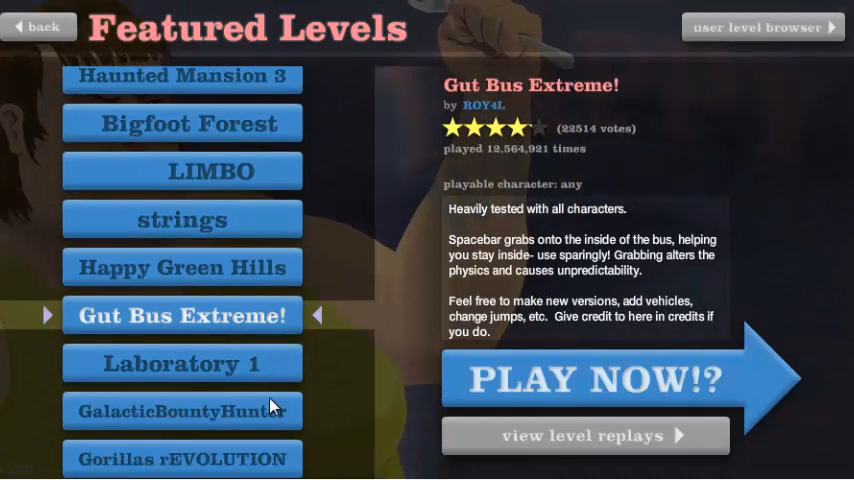 back
Featured Levels
user level browser
Haunted Mansion 3
Bigfoot Forest
LIMBO
strings
Happy Green Hills
Gut Bus Extreme!
Laboratory 1
GalacticBountyHunter
Gorillas rEVOLUTION
Gut Bus Extreme!
by ROY4L
(22514 votes)
played 12,564,921 times
playable character: any
Heavily tested with all characters.
Spacebar grabs onto the inside of the bus, helping
you stay inside- use sparingly! Grabbing alters the
physics and causes unpredictability.
Feel free to make new versions, add vehicles,
change jumps, etc.  Give credit to here in credits if
you do.
PLAY NOW!?
view level replays